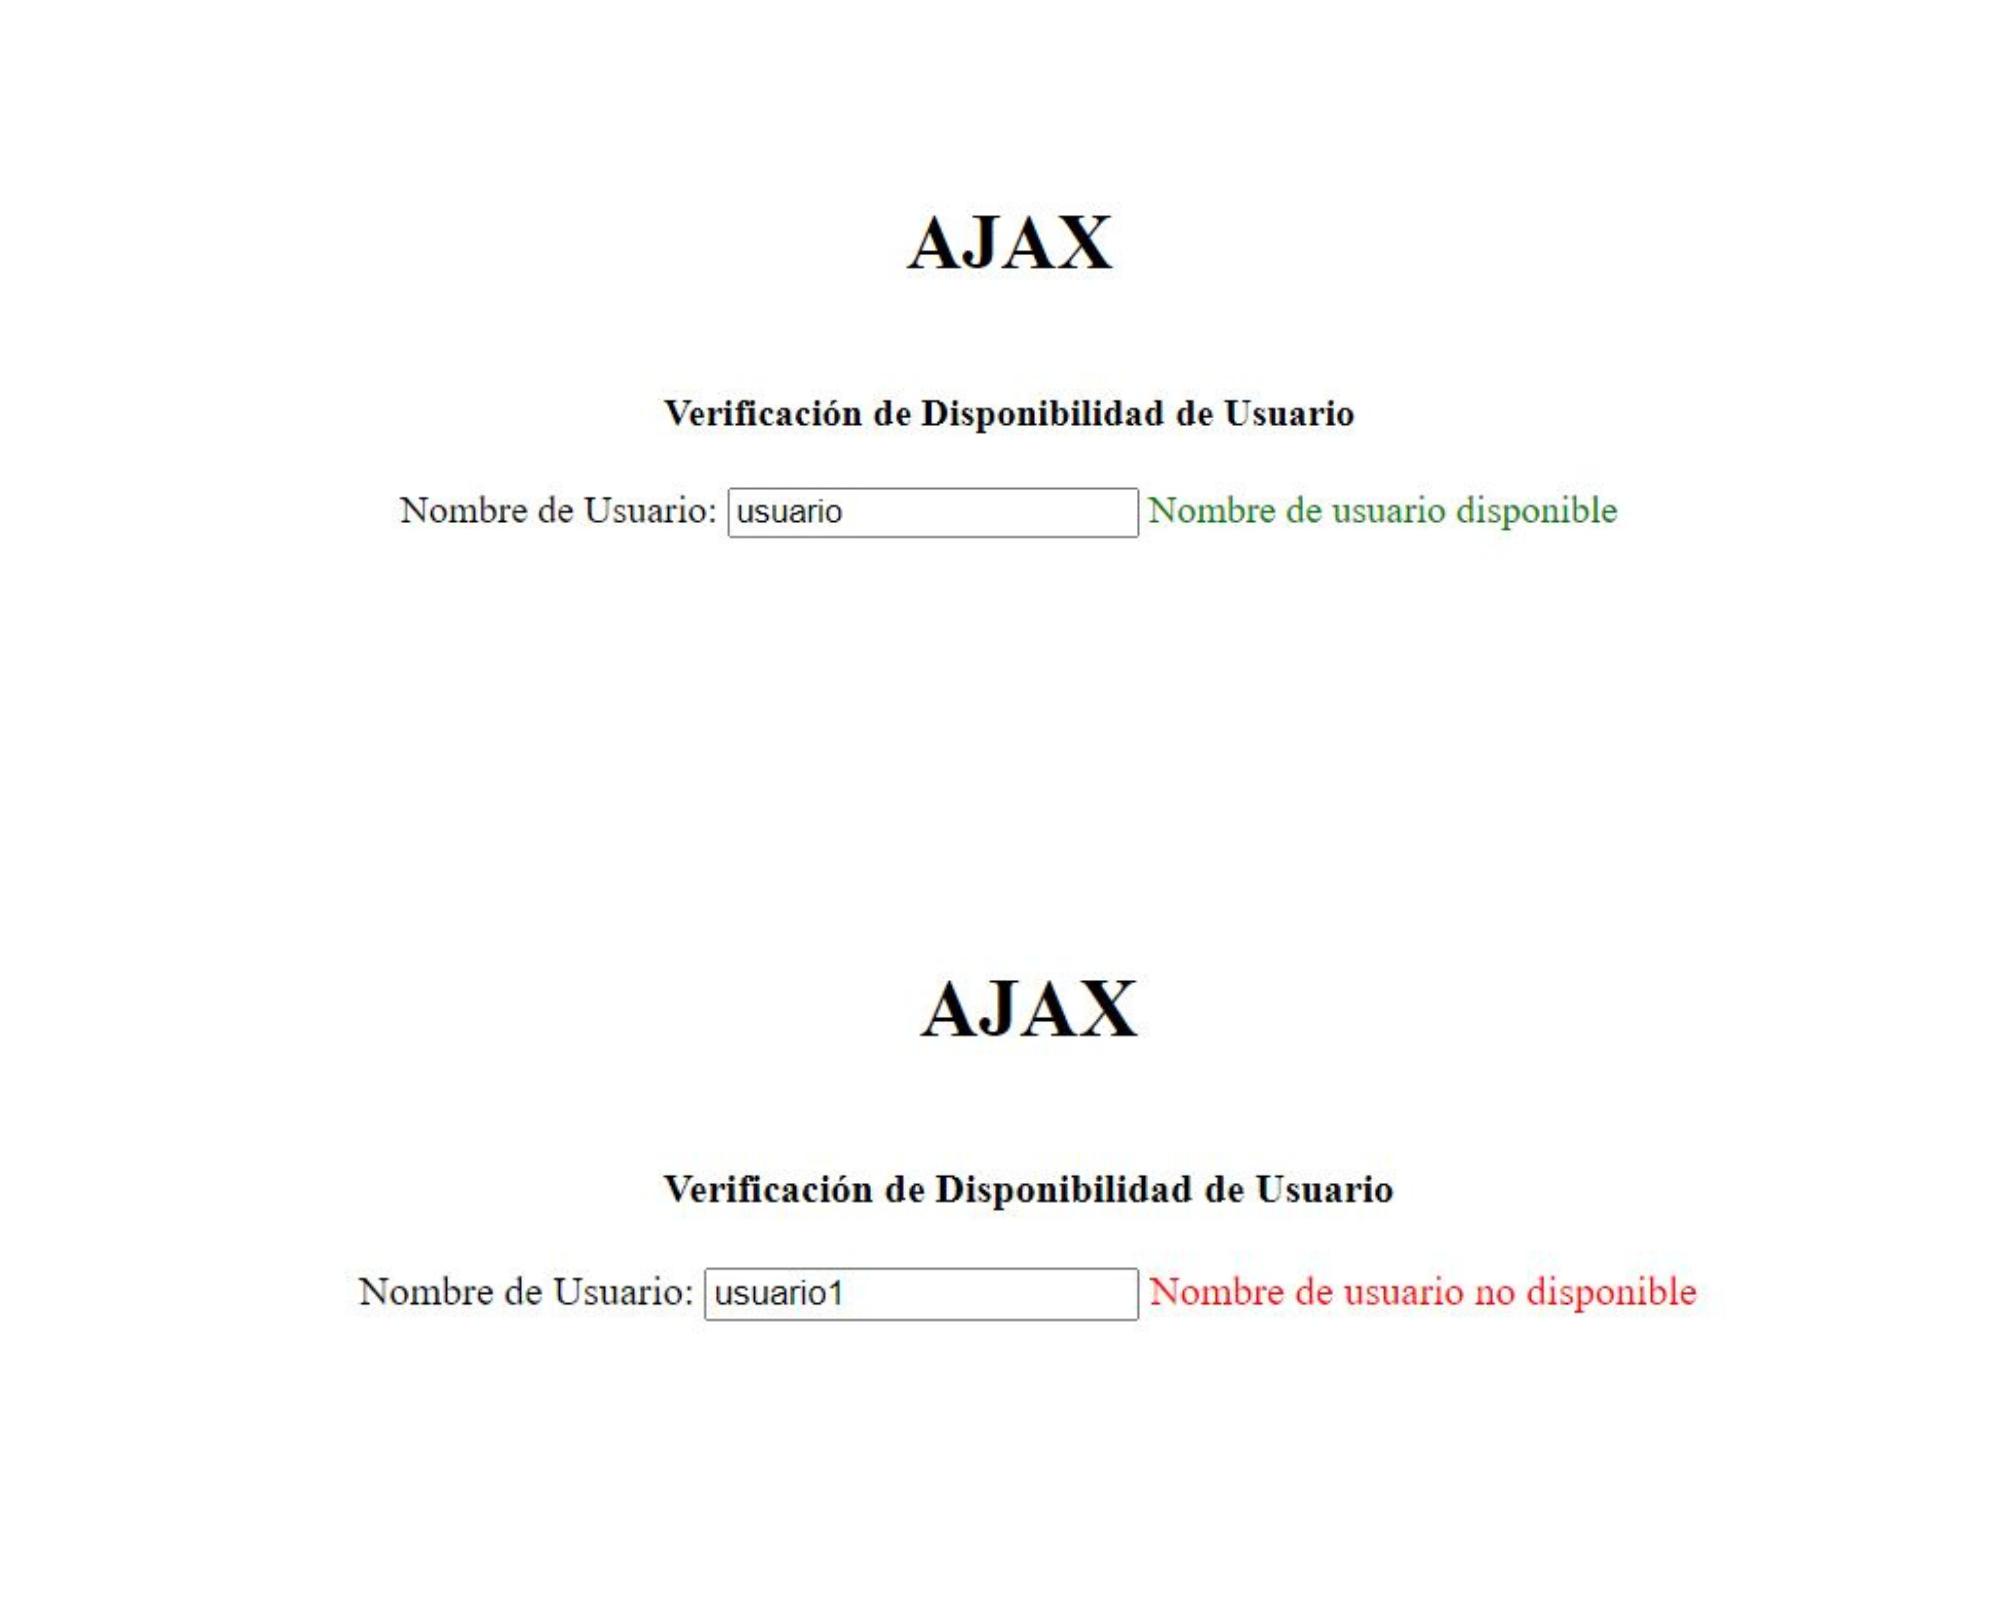 AJAX
Verificación de Disponibilidad de Usuario
Nombre de Usuario: usuario Nombre de usuario disponible
AJAX
Verificación de Disponibilidad de Usuario
Nombre de Usuario: usuario1 Nombre de usuario no disponible